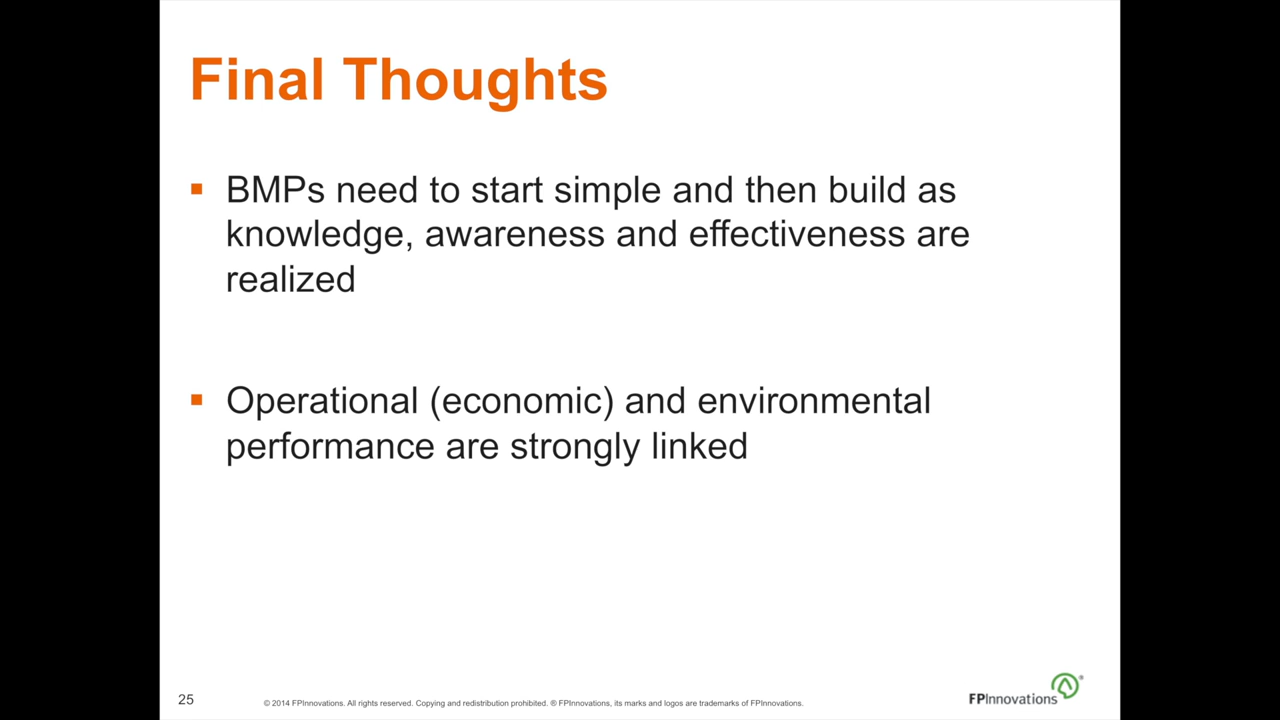 Final Thoughts
▪ BMPs need to start simple and then build as
knowledge, awareness and effectiveness are
realized
▪ Operational (economic) and environmental
performance are strongly linked
25
© 2014 FPInnovations. All rights reserved. Copying and redistribution prohibited. ® FPInnovations, its marks and logos are trademarks of FPInnovations.
FPInnovations®